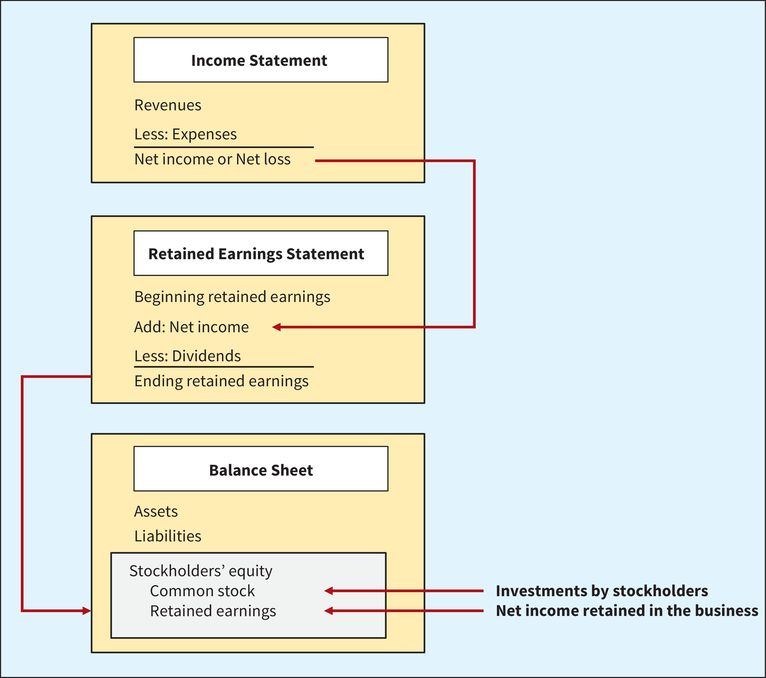 Income Statement
Revenues
Less: Expenses
Net income or Net loss
Retained Earnings Statement
Beginning retained earnings
Add: Net income
Less: Dividends
Ending retained earnings
Balance Sheet
Assets
Liabilities
Stockholders’ equity
Common stock
Investments by stockholders
Retained earnings
Net income retained in the business